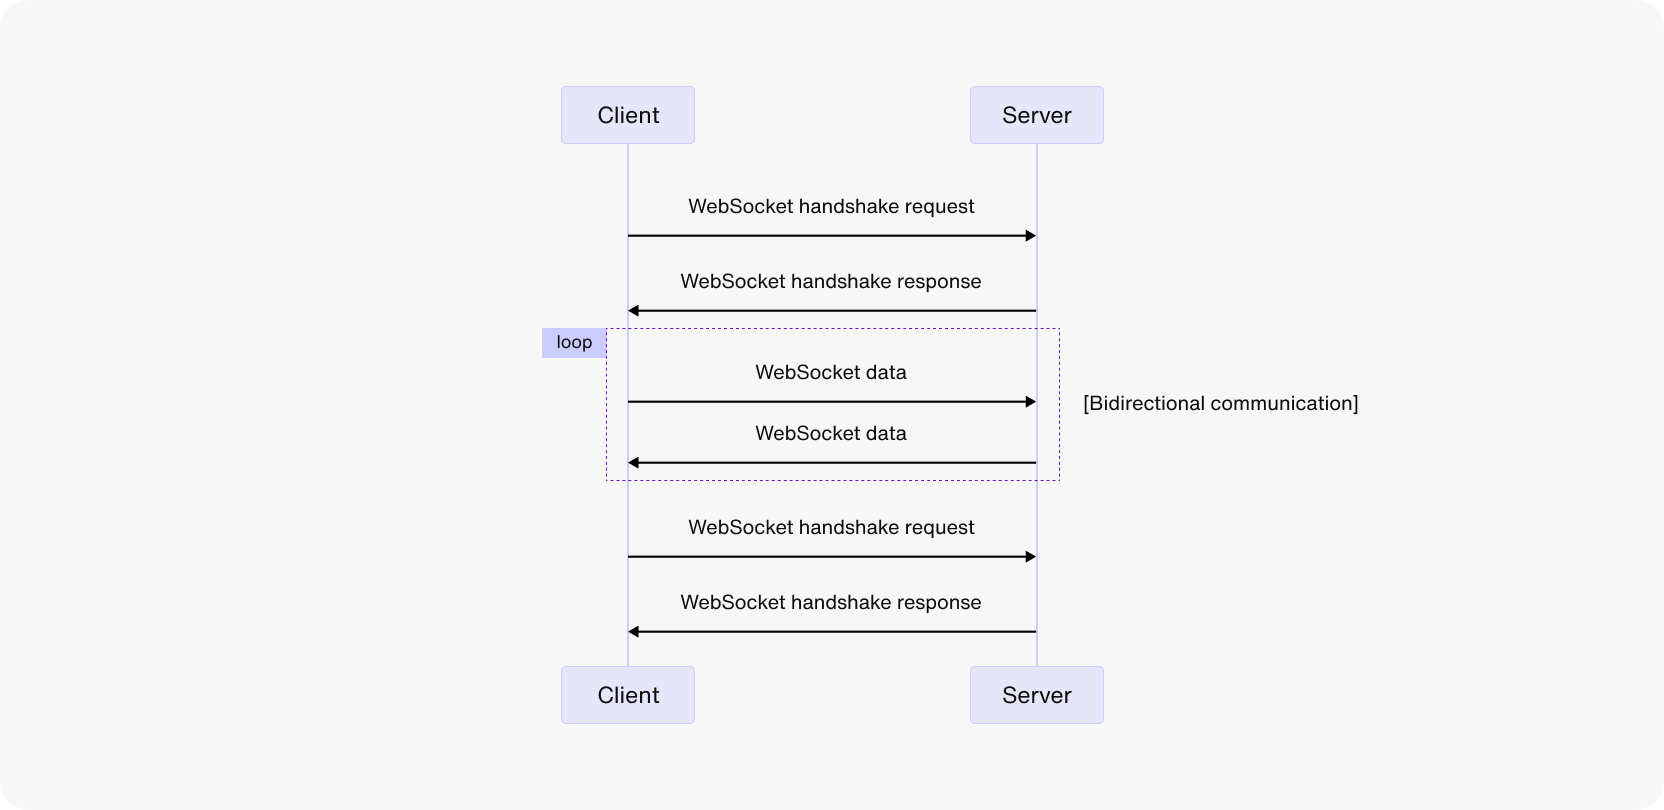 Client
Server
WebSocket handshake request
WebSocket handshake response
loop
WebSocket data
[Bidirectional communication]
WebSocket data
WebSocket handshake request
WebSocket handshake response
Client
Server